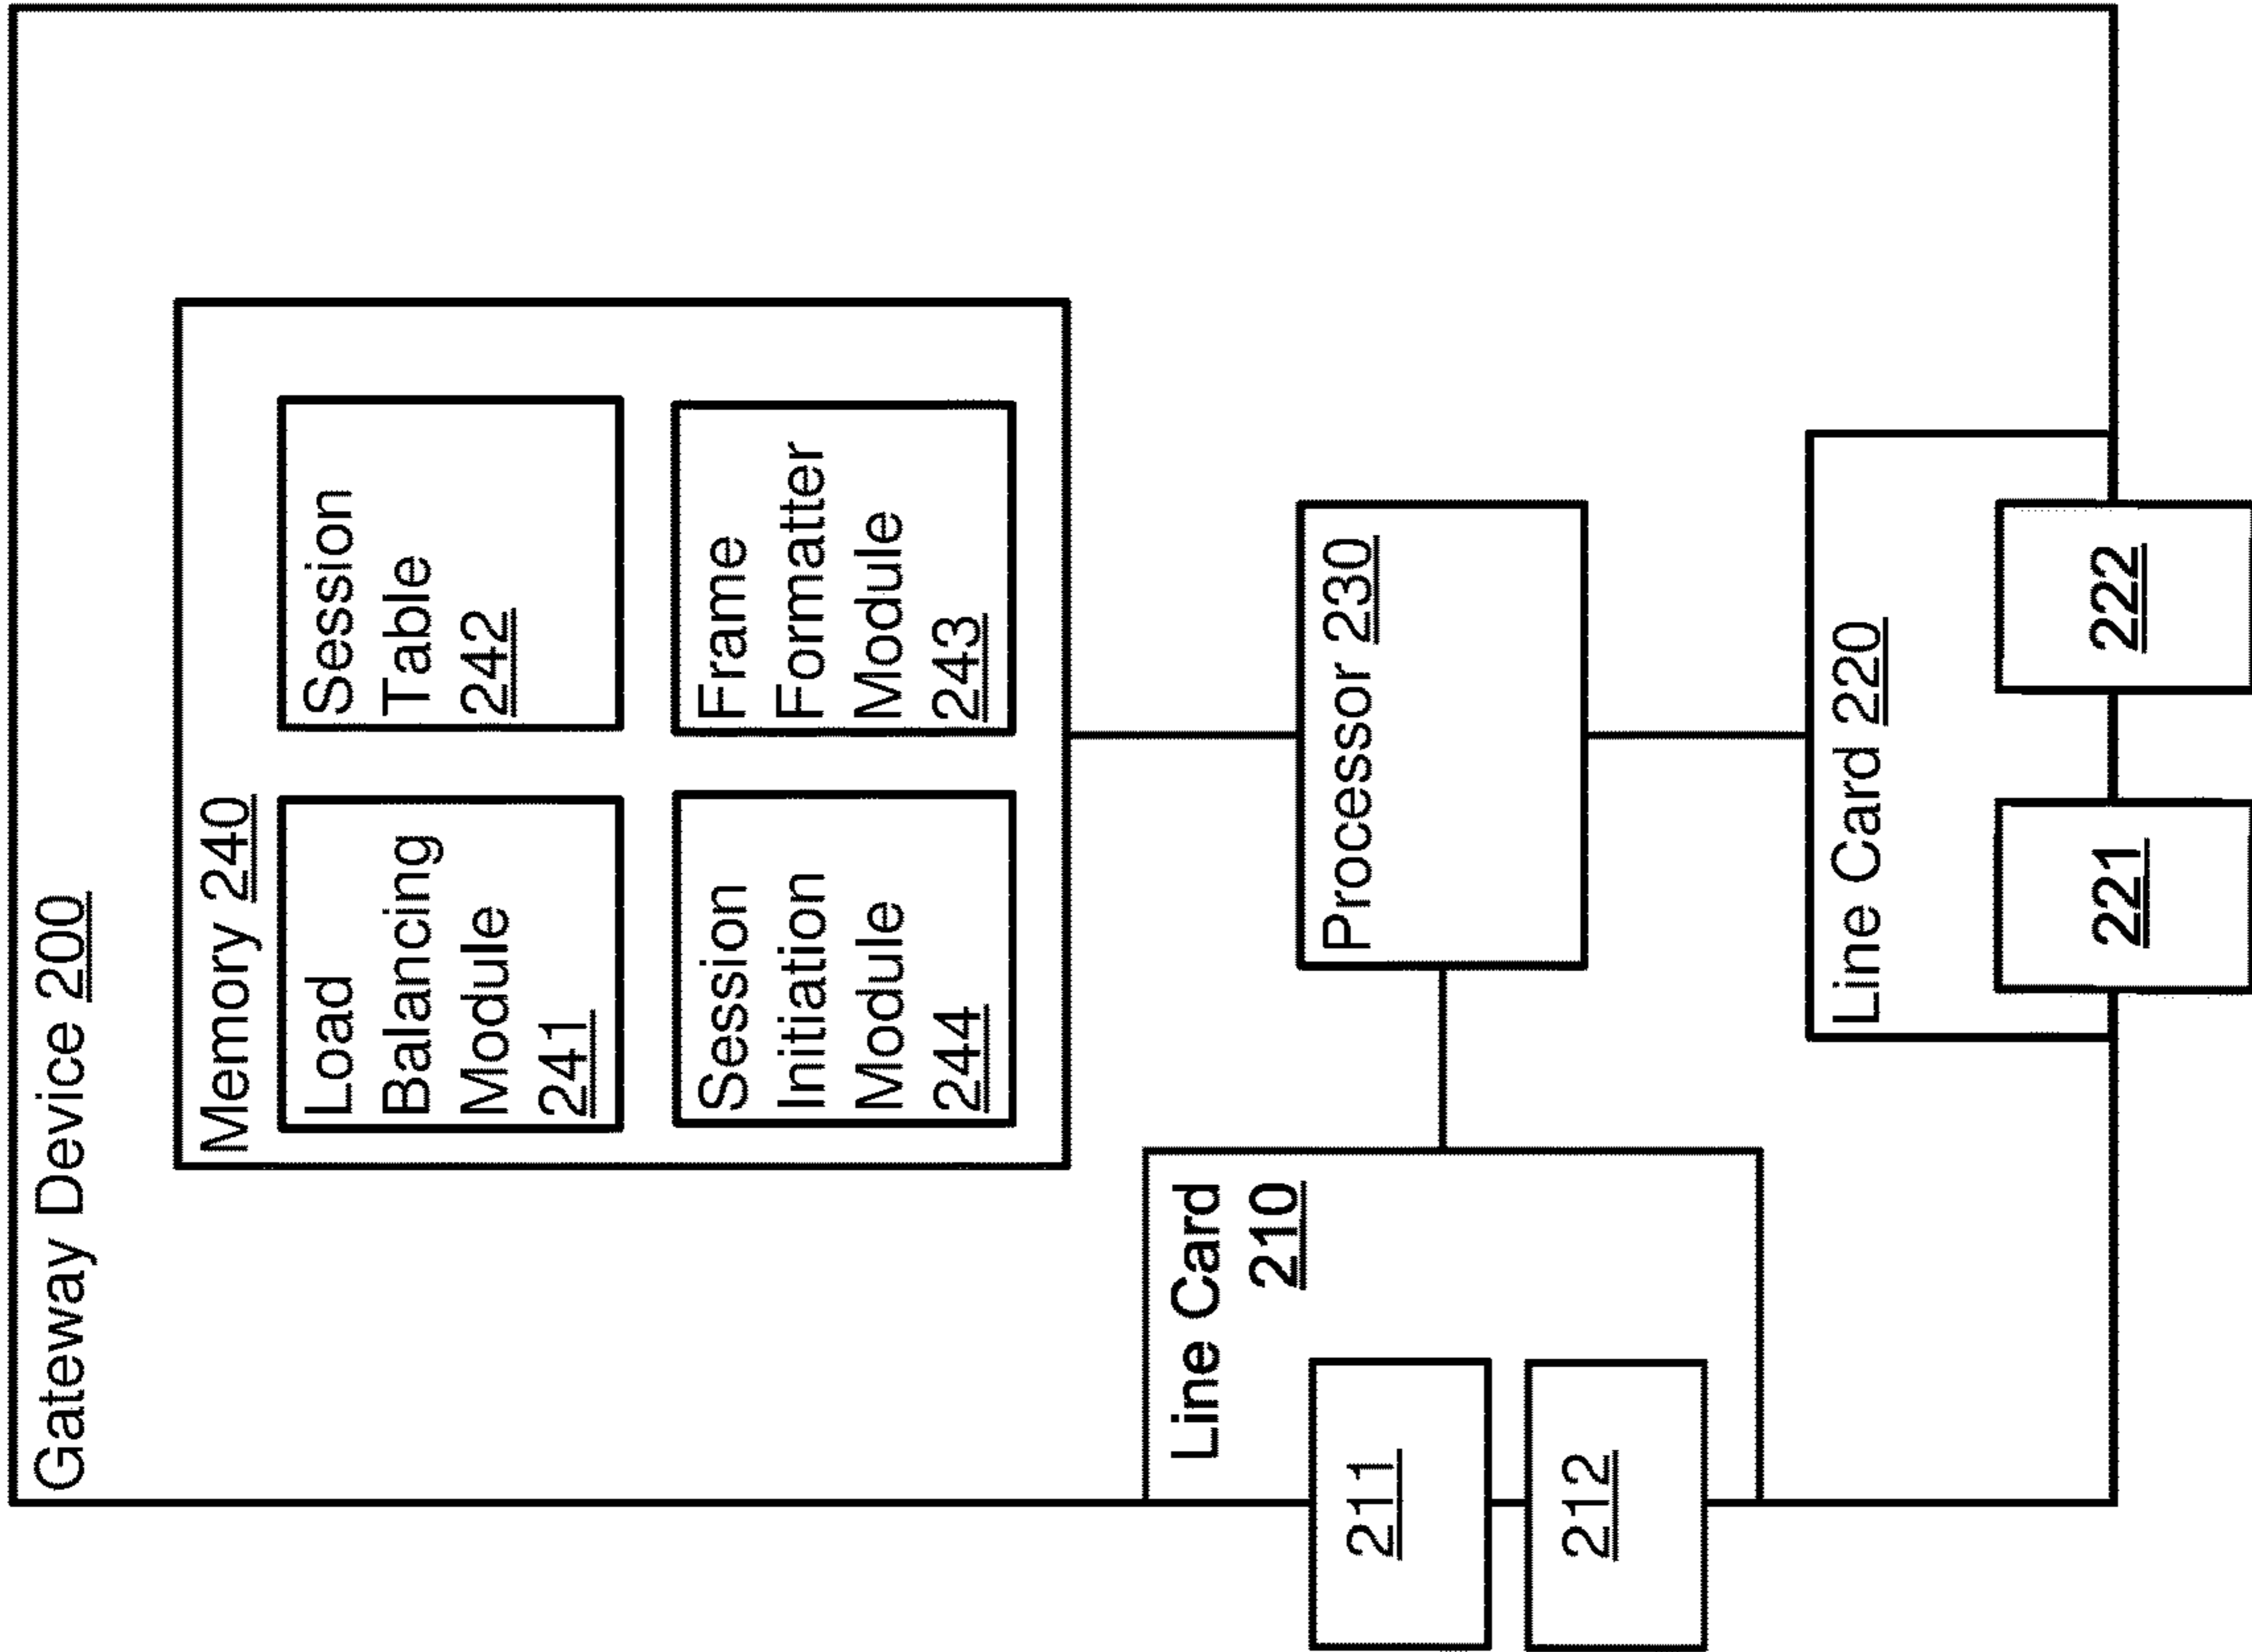 Gateway Device 200
Memory 240
Load
Balancing
Module
241
Session
Table
242
Session
Initiation
Module
244
Frame
Formatter
Module
243
Processor 230
Line Card
210
211
212
Line Card 220
221
222